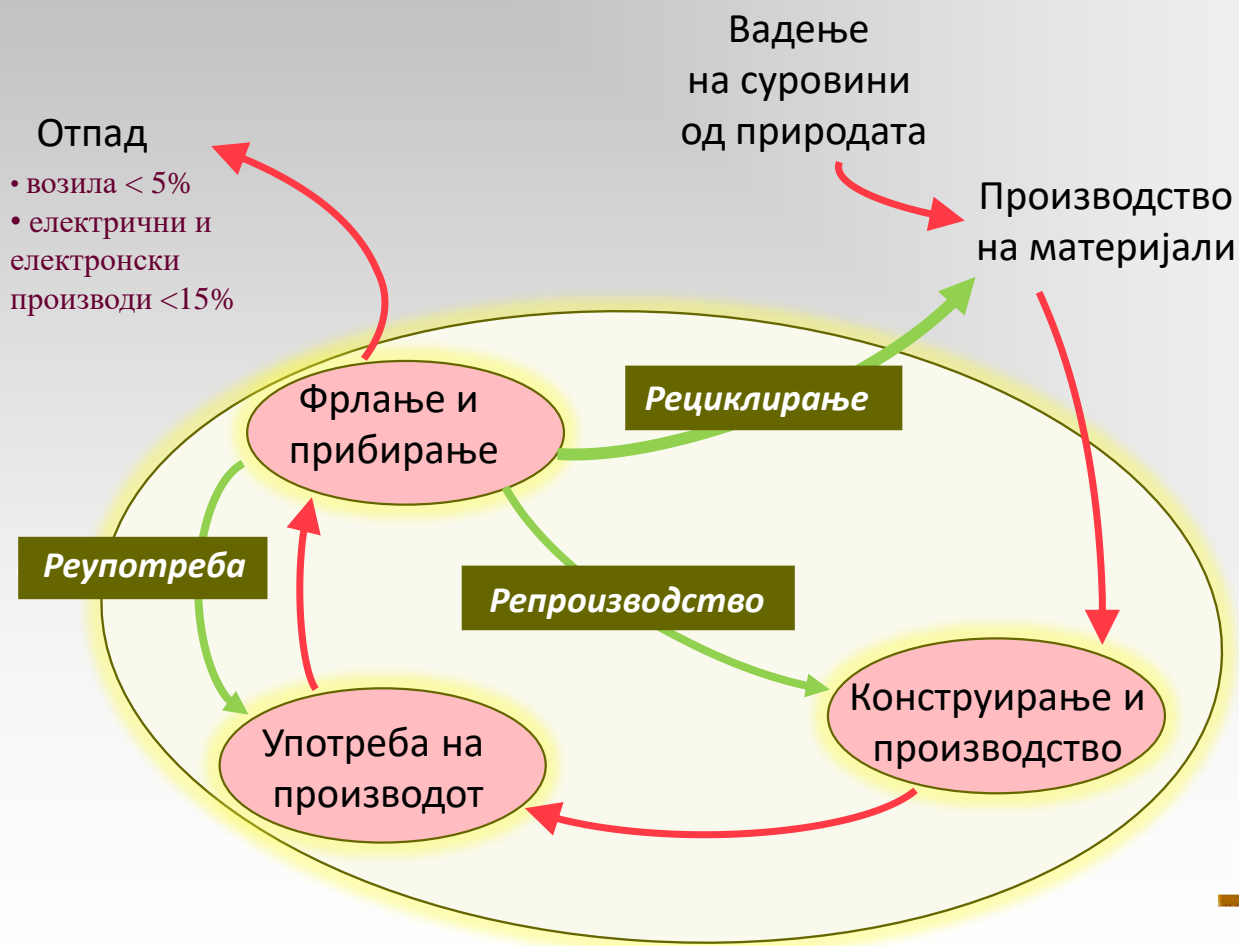 Вадење
на суровини
од природата
Отпад
• возила < 5%
• електрични и
електронски
производи <15%
Производство
на материјали
Фрлање и
прибирање
Рециклирање
Реупотреба
Репроизводство
Конструирање и
производство
Употреба на
производот